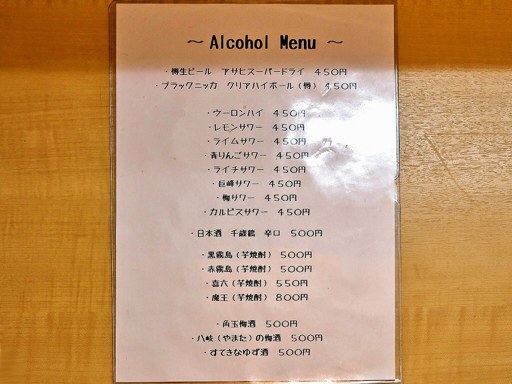 ～ Alcohol Menu ～
・樽生ビール　アサヒスーパードライ　４５０円
・ブラックニッカ　クリアハイボール（樽）　４５０円
・ウーロンハイ　４５０円
・レモンサワー　４５０円
・ライムサワー　４５０円
・青りんごサワー　４５０円
・ライチサワー　４５０円
・巨峰サワー　４５０円
・梅サワー　４５０円
・カルピスサワー　４５０円
・日本酒　千歳鶴　辛口　５００円
・黒霧島（芋焼酎）　５００円
・赤霧島（芋焼酎）　５００円
・喜六（芋焼酎）　５５０円
・魔王（芋焼酎）　８００円
・角玉梅酒　５００円
・八岐（やまた）の梅酒　５００円
・すてきなゆず酒　５００円